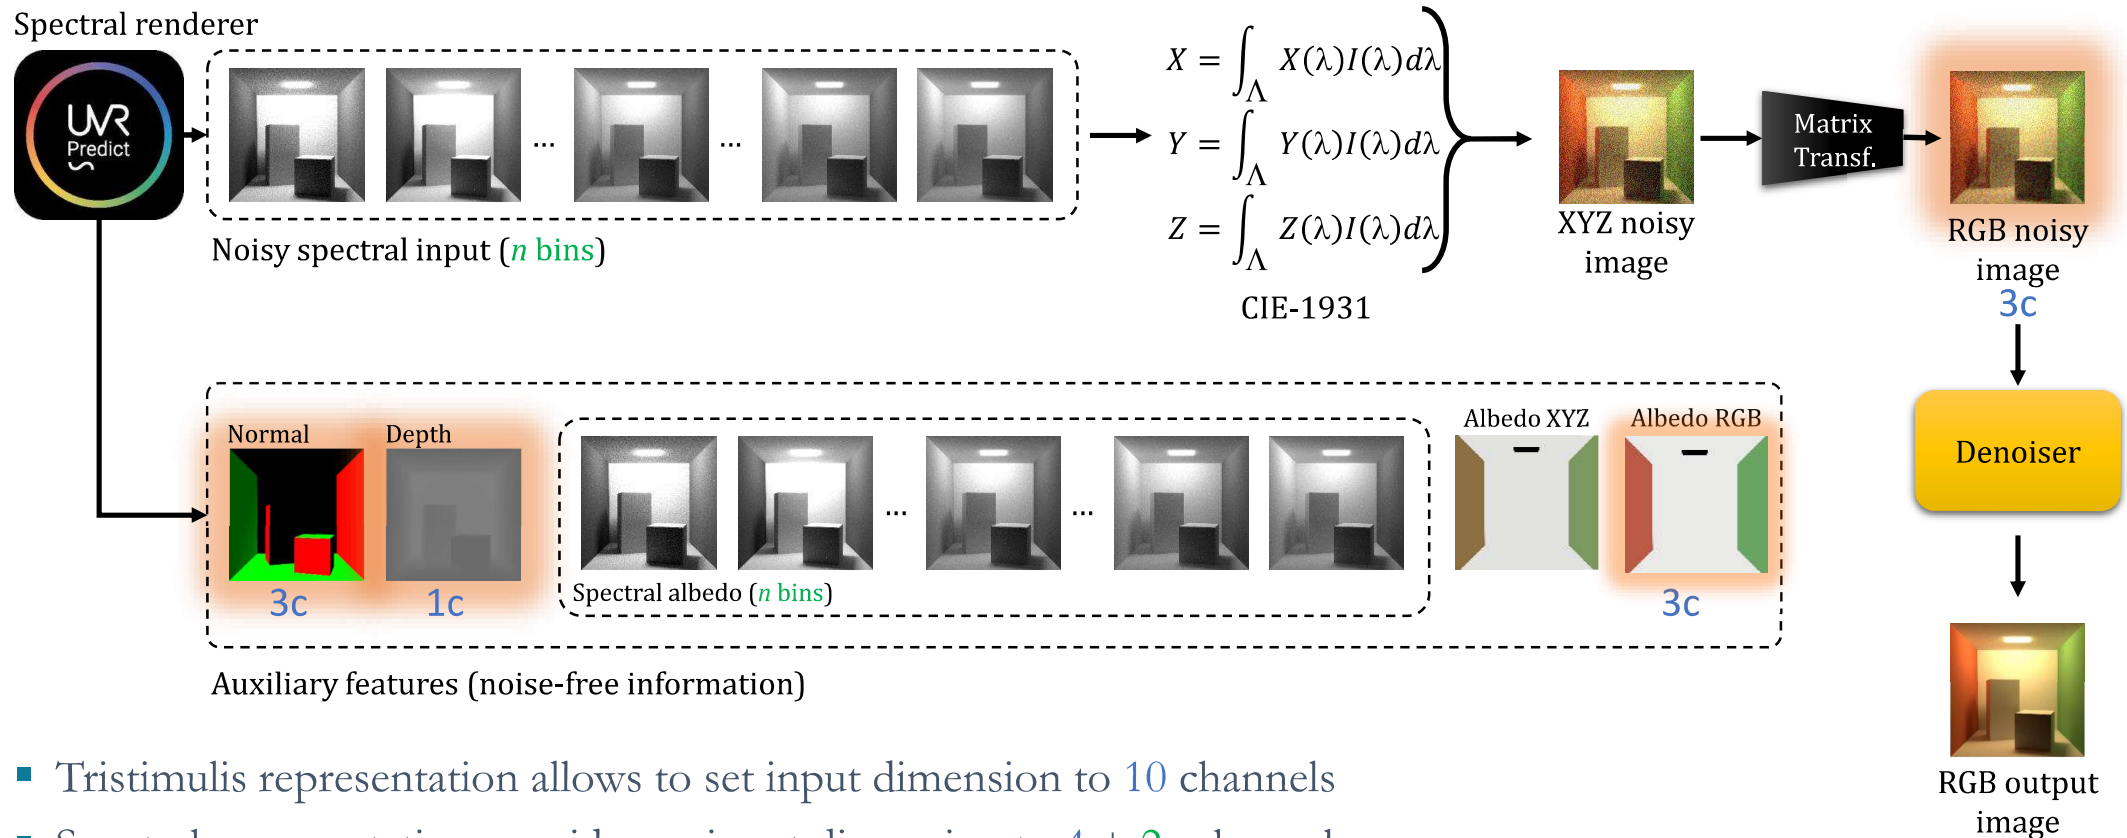 Spectral renderer
UVR
Predict
...
...
Noisy spectral input (n bins)
X = ∫Λ X(λ)I(λ)dλ
Y = ∫Λ Y(λ)I(λ)dλ
Z = ∫Λ Z(λ)I(λ)dλ
CIE-1931
XYZ noisy
image
Matrix
Transf.
RGB noisy
image
3c
Normal
3c
Depth
1c
...
...
Spectral albedo (n bins)
Albedo XYZ
Albedo RGB
3c
Auxiliary features (noise-free information)
Denoiser
RGB output
image
▪ Tristimulis representation allows to set input dimension to 10 channels